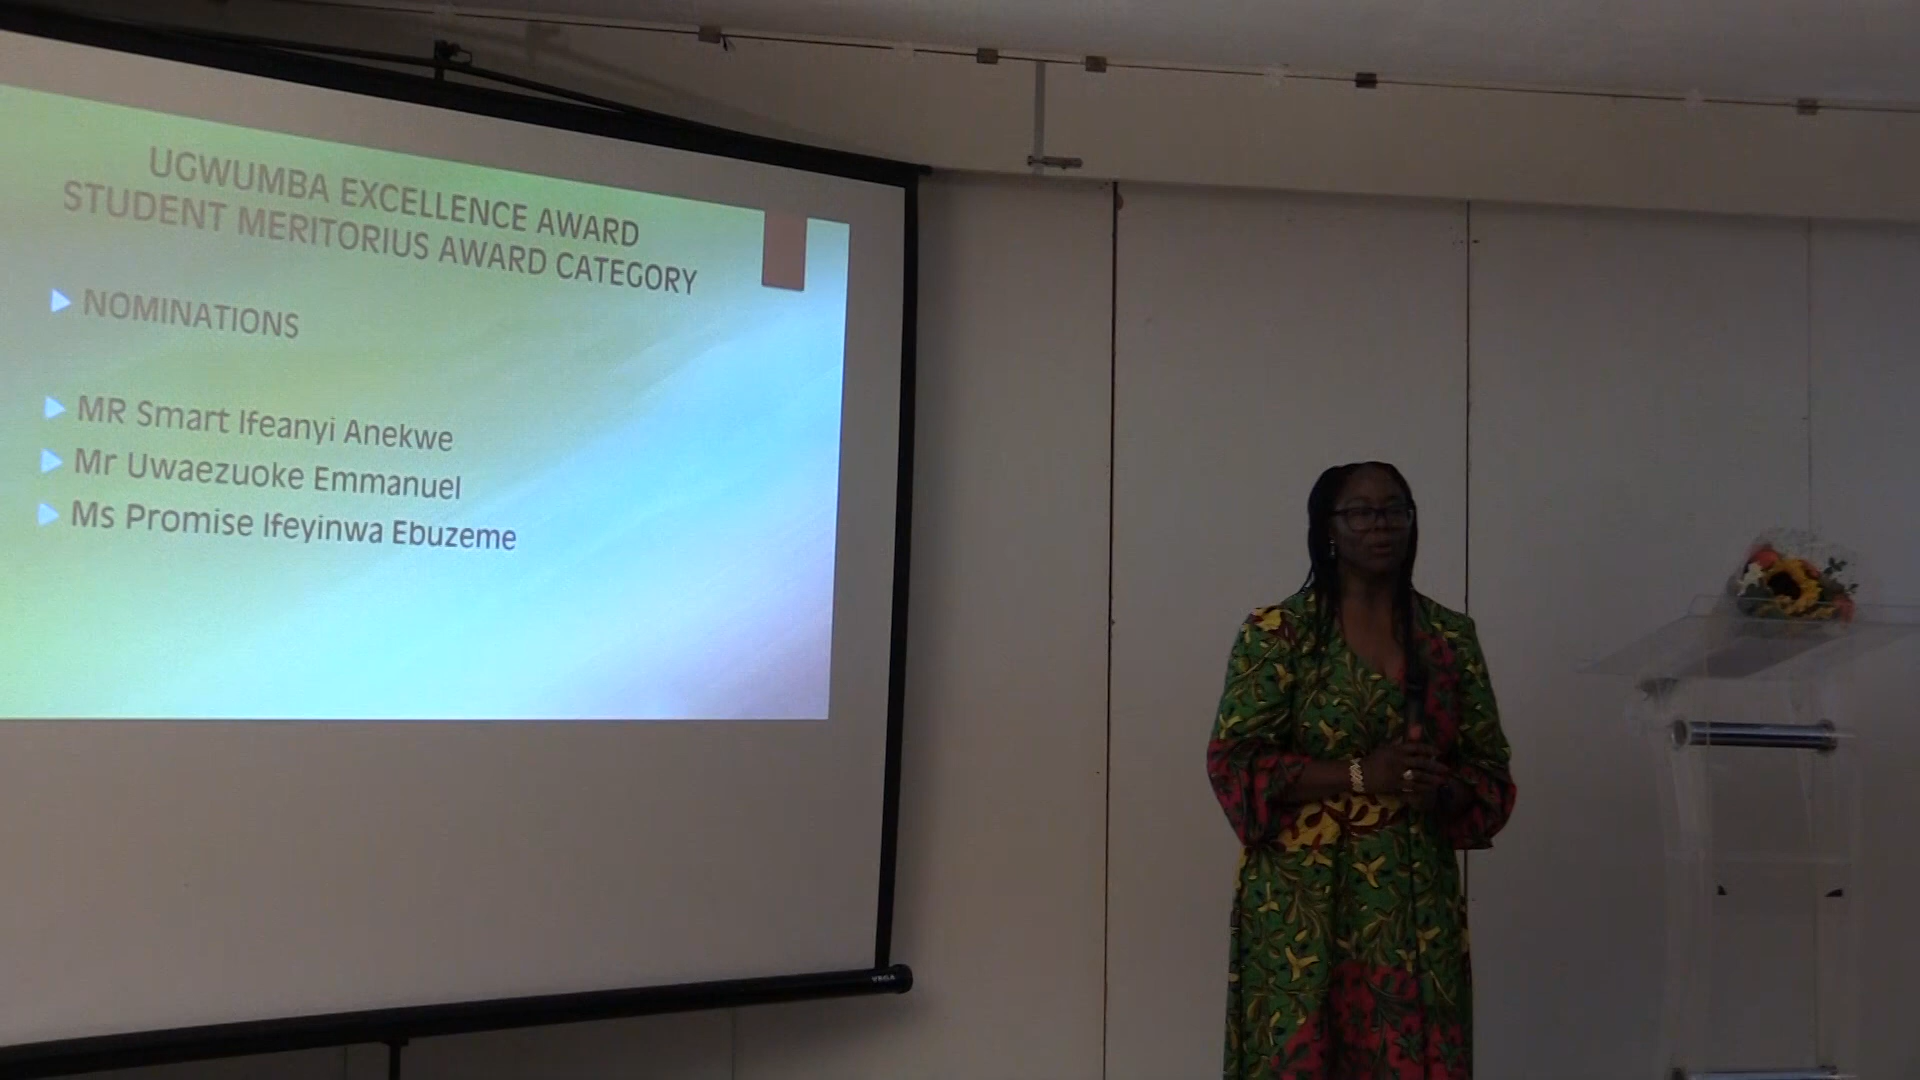 UGWUMBA EXCELLENCE AWARD
STUDENT MERITORIUS AWARD CATEGORY
NOMINATIONS
MR Smart Ifeanyi Anekwe
Mr Uwaezuoke Emmanuel
Ms Promise Ifeyinwa Ebuzeme
VEGA